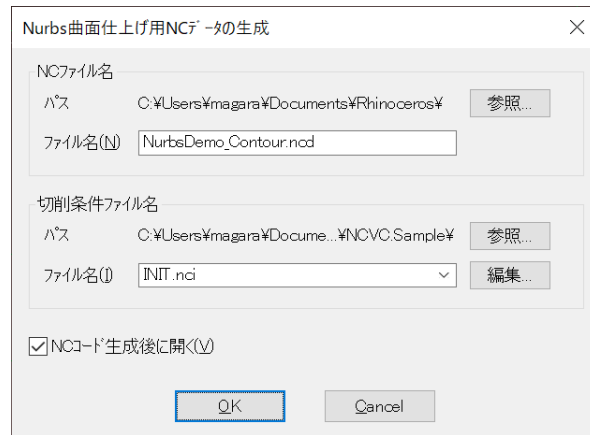 Nurbs曲面仕上げ用NCﾃﾞｰﾀの生成
NCﾌｧｲﾙ名
ﾊﾟｽ C:¥Users¥magara¥Documents¥Rhinoceros¥ 参照...
ﾌｧｲﾙ名(N) NurbsDemo_Contour.ncd
切削条件ﾌｧｲﾙ名
ﾊﾟｽ C:¥Users¥magara¥Docume...¥NCVC.Sample¥ 参照...
ﾌｧｲﾙ名(I) INIT.nci 編集...
NCｺｰﾄﾞ生成後に開く(V)
OK Cancel